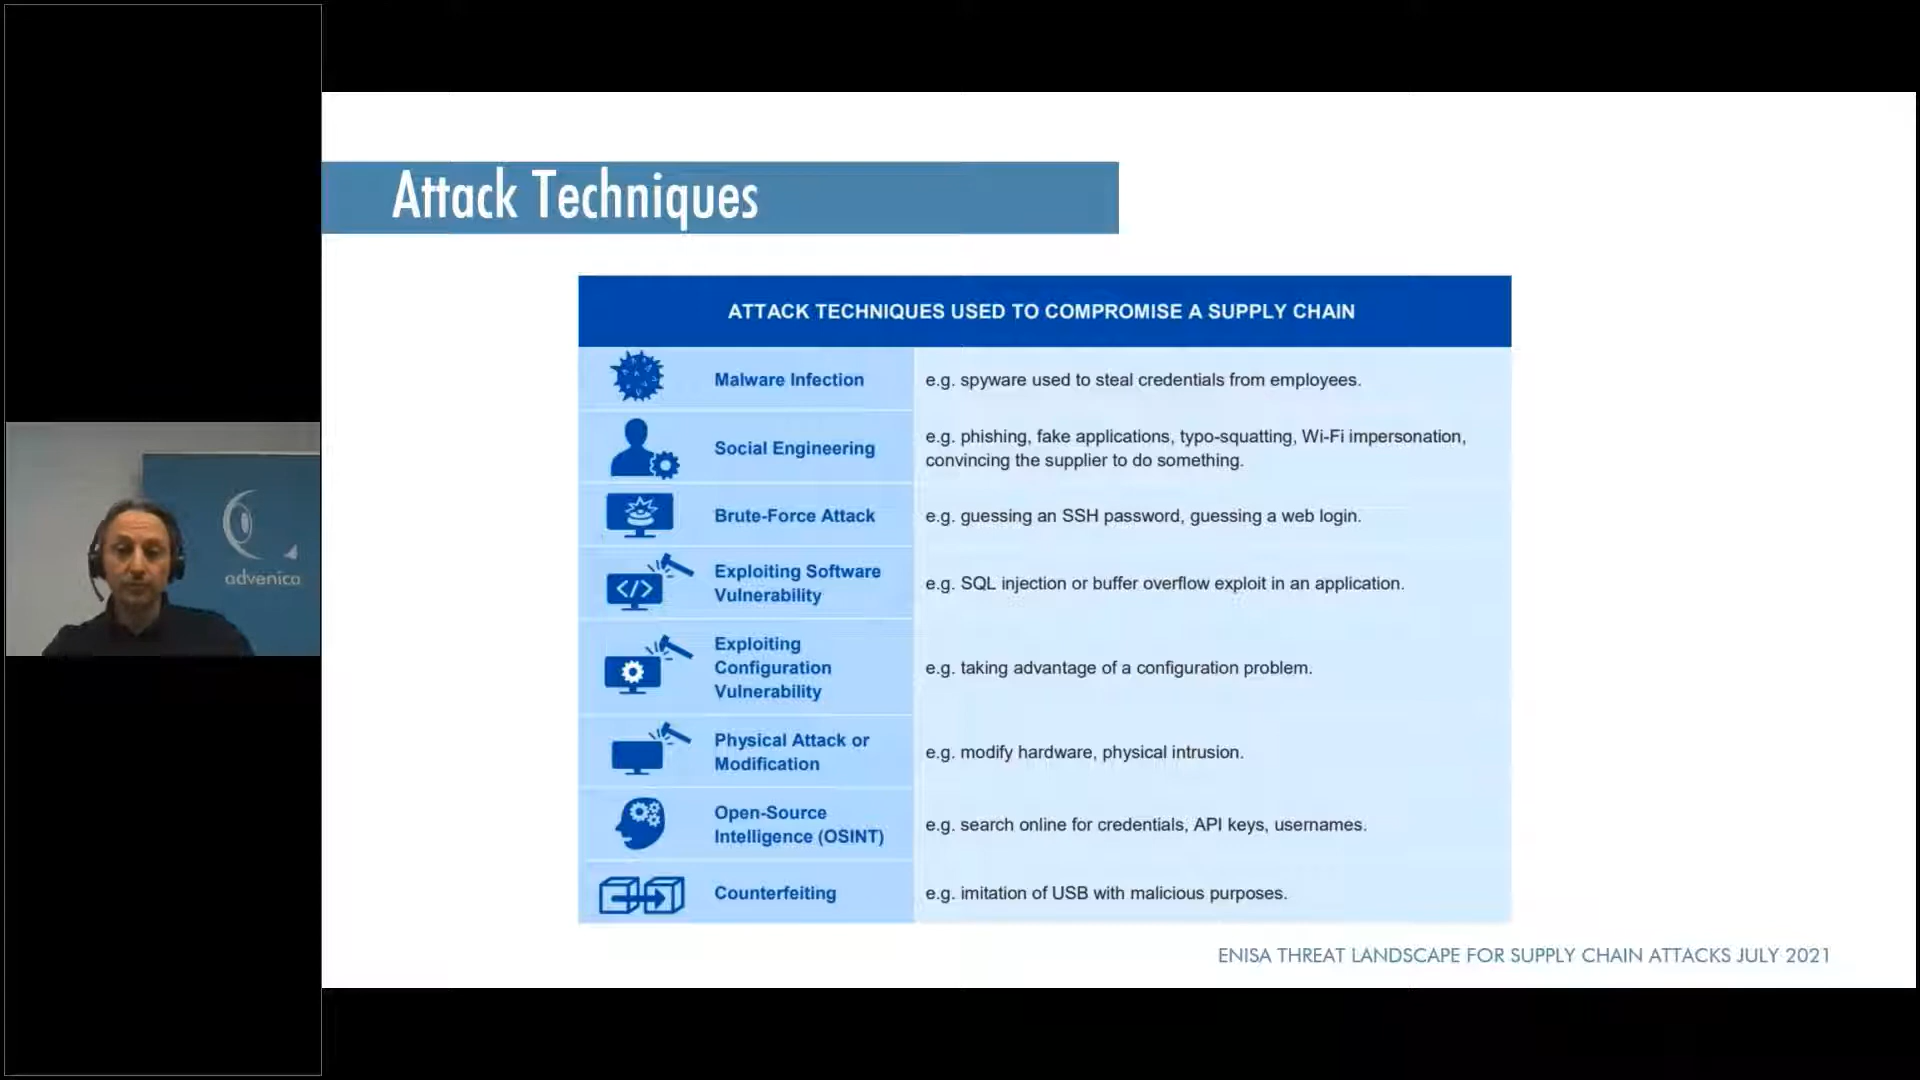 Attack Techniques
ATTACK TECHNIQUES USED TO COMPROMISE A SUPPLY CHAIN
Malware Infection
e.g. spyware used to steal credentials from employees.
Social Engineering
e.g. phishing, fake applications, typo-squatting, Wi-Fi impersonation,
convincing the supplier to do something.
Brute-Force Attack
e.g. guessing an SSH password, guessing a web login.
Exploiting Software
Vulnerability
e.g. SQL injection or buffer overflow exploit in an application.
Exploiting
Configuration
Vulnerability
e.g. taking advantage of a configuration problem.
Physical Attack or
Modification
e.g. modify hardware, physical intrusion.
Open-Source
Intelligence (OSINT)
e.g. search online for credentials, API keys, usernames.
Counterfeiting
e.g. imitation of USB with malicious purposes.
ENISA THREAT LANDSCAPE FOR SUPPLY CHAIN ATTACKS JULY 2021
advenica